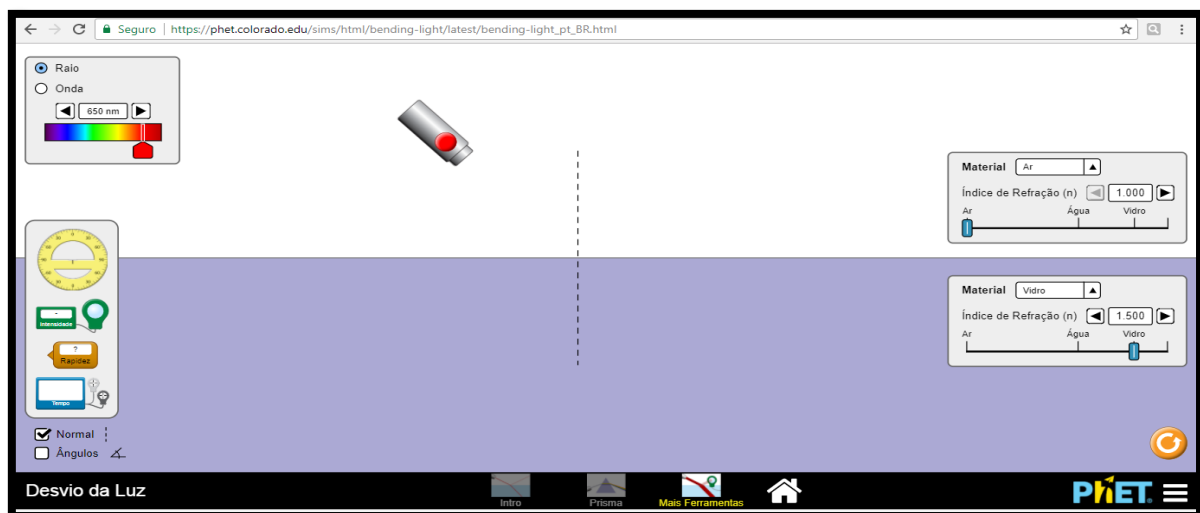 Seguro | https://phet.colorado.edu/sims/html/bending-light/latest/bending-light_pt_BR.html
Raio
Onda
650 nm
Material Ar
Índice de Refração (n) 1.000
Ar Água Vidro
Material Vidro
Índice de Refração (n) 1.500
Ar Água Vidro
-
Intensidade
?
Rapidez
Tempo
Normal
Ângulos
Desvio da Luz
Intro
Prisma
Mais Ferramentas
PhET